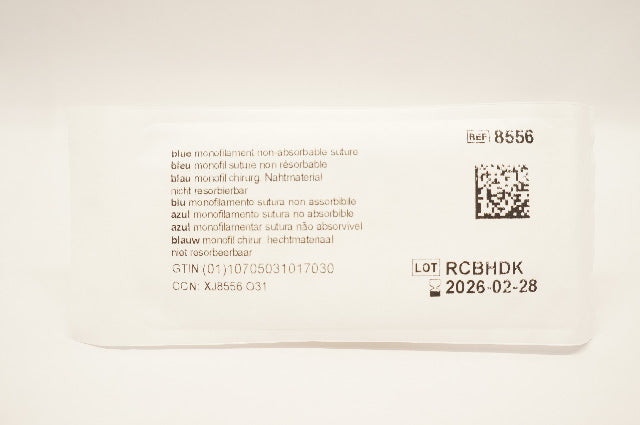 REF 8556
blue monofilament non-absorbable suture
bleu monofil suture non résorbable
blau monofil chirurg. Nahtmaterial
nicht resorbierbar
blu monofilamento sutura non assorbibile
azul monofilamento sutura no absorbible
azul monofilamentar sutura não absorvível
blauw monofil chirur. hechtmateriaal
niet resorbeerbaar
GTIN (01)10705031017030
CCN: XJ8556.O31
LOT RCBHDK
2026-02-28